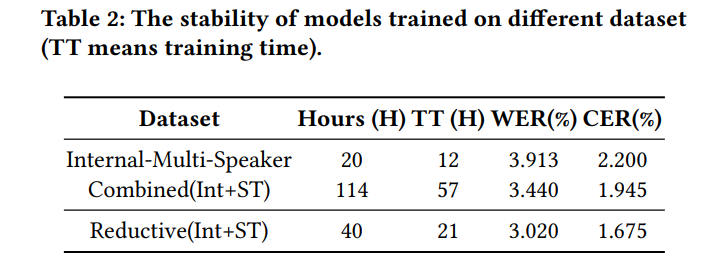 Table 2: The stability of models trained on different dataset
(TT means training time).
Dataset Hours (H) TT (H) WER(%) CER(%)
Internal-Multi-Speaker 20 12 3.913 2.200
Combined(Int+ST) 114 57 3.440 1.945
Reductive(Int+ST) 40 21 3.020 1.675